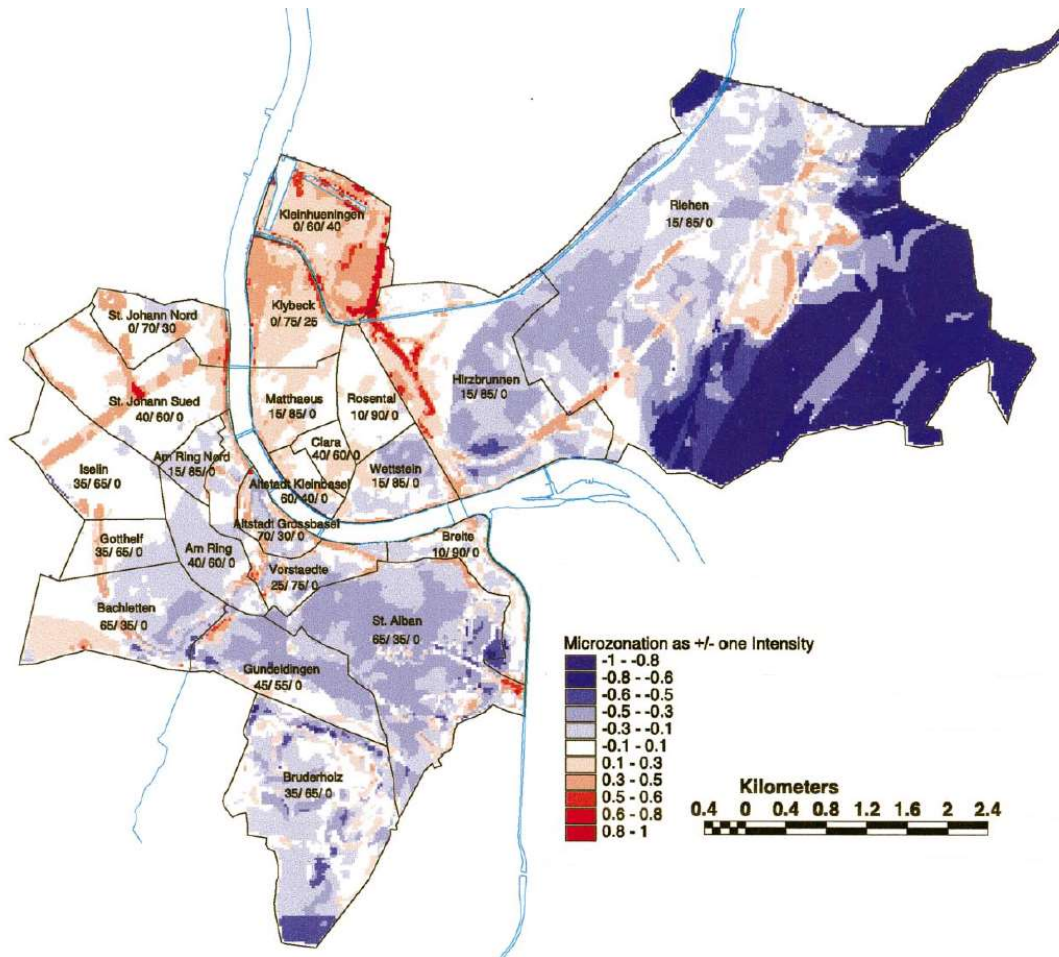 Kleinhueningen
0/ 60/ 40
Riehen
15/ 85/ 0
Klybeck
0/ 75/ 25
St. Johann Nord
0/ 70/ 30
Hirzbrunnen
15/ 85/ 0
St. Johann Sued
40/ 60/ 0
Matthaeus
15/ 85/ 0
Rosental
10/ 90/ 0
Clara
40/ 60/ 0
Am Ring Nord
15/ 85/ 0
Iselin
35/ 65/ 0
Wettstein
15/ 85/ 0
Altstadt Kleinbasel
60/ 40/ 0
Altstadt Grossbasel
70/ 30/ 0
Gotthelf
35/ 65/ 0
Am Ring
40/ 60/ 0
Breite
10/ 90/ 0
Vorstaedte
25/ 75/ 0
Bachletten
65/ 35/ 0
St. Alban
65/ 35/ 0
Gundeldingen
45/ 55/ 0
Bruderholz
35/ 65/ 0
Microzonation as +/- one Intensity
-1 - -0.8
-0.8 - -0.6
-0.6 - -0.5
-0.5 - -0.3
-0.3 - -0.1
-0.1 - 0.1
0.1 - 0.3
0.3 - 0.5
0.5 - 0.6
0.6 - 0.8
0.8 - 1
Kilometers
0.4 0 0.4 0.8 1.2 1.6 2 2.4